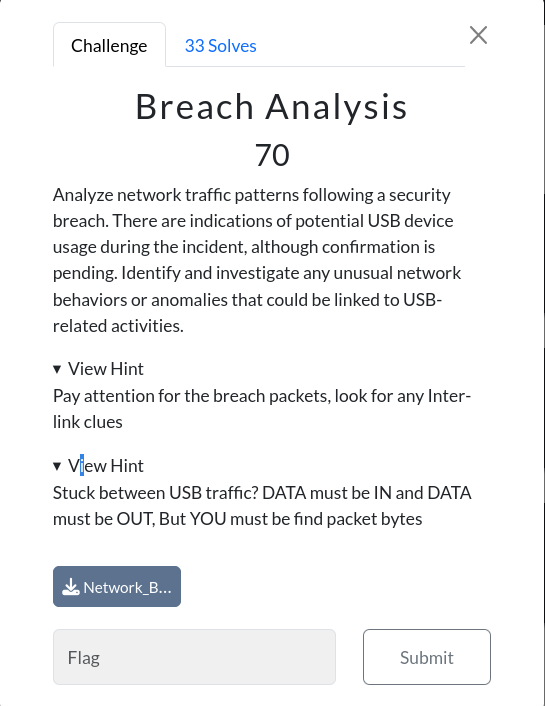 Challenge
33 Solves
Breach Analysis
70
Analyze network traffic patterns following a security
breach. There are indications of potential USB device
usage during the incident, although confirmation is
pending. Identify and investigate any unusual network
behaviors or anomalies that could be linked to USB-
related activities.
View Hint
Pay attention for the breach packets, look for any Inter-
link clues
View Hint
Stuck between USB traffic? DATA must be IN and DATA
must be OUT, But YOU must be find packet bytes
Network_B...
Flag
Submit